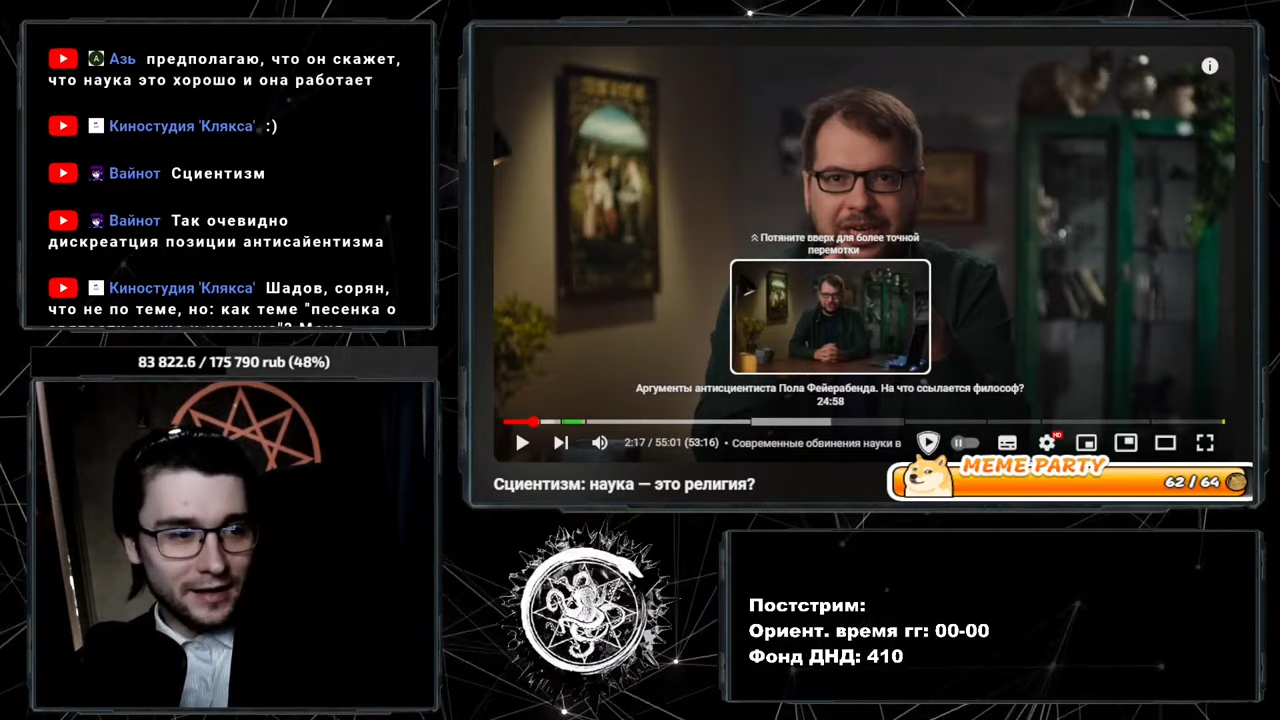 Азь предполагаю, что он скажет,
что наука это хорошо и она работает
Киностудия 'Клякса' :)
Вайнот Сциентизм
Вайнот Так очевидно
дискреатция позиции антисайентизма
Киностудия 'Клякса' Шадов, сорян,
что не по теме, но: как теме "песенка о
83 822.6 / 175 790 rub (48%)
Потяните вверх для более точной
перемотки
Аргументы антисциентиста Пола Фейерабенда. На что ссылается философ?
24:58
2:17 / 55:01 (53:16) • Современные обвинения науки в
HD
Сциентизм: наука — это религия?
MEME PARTY
62 / 64
Постстрим:
Ориент. время гг: 00-00
Фонд ДНД: 410